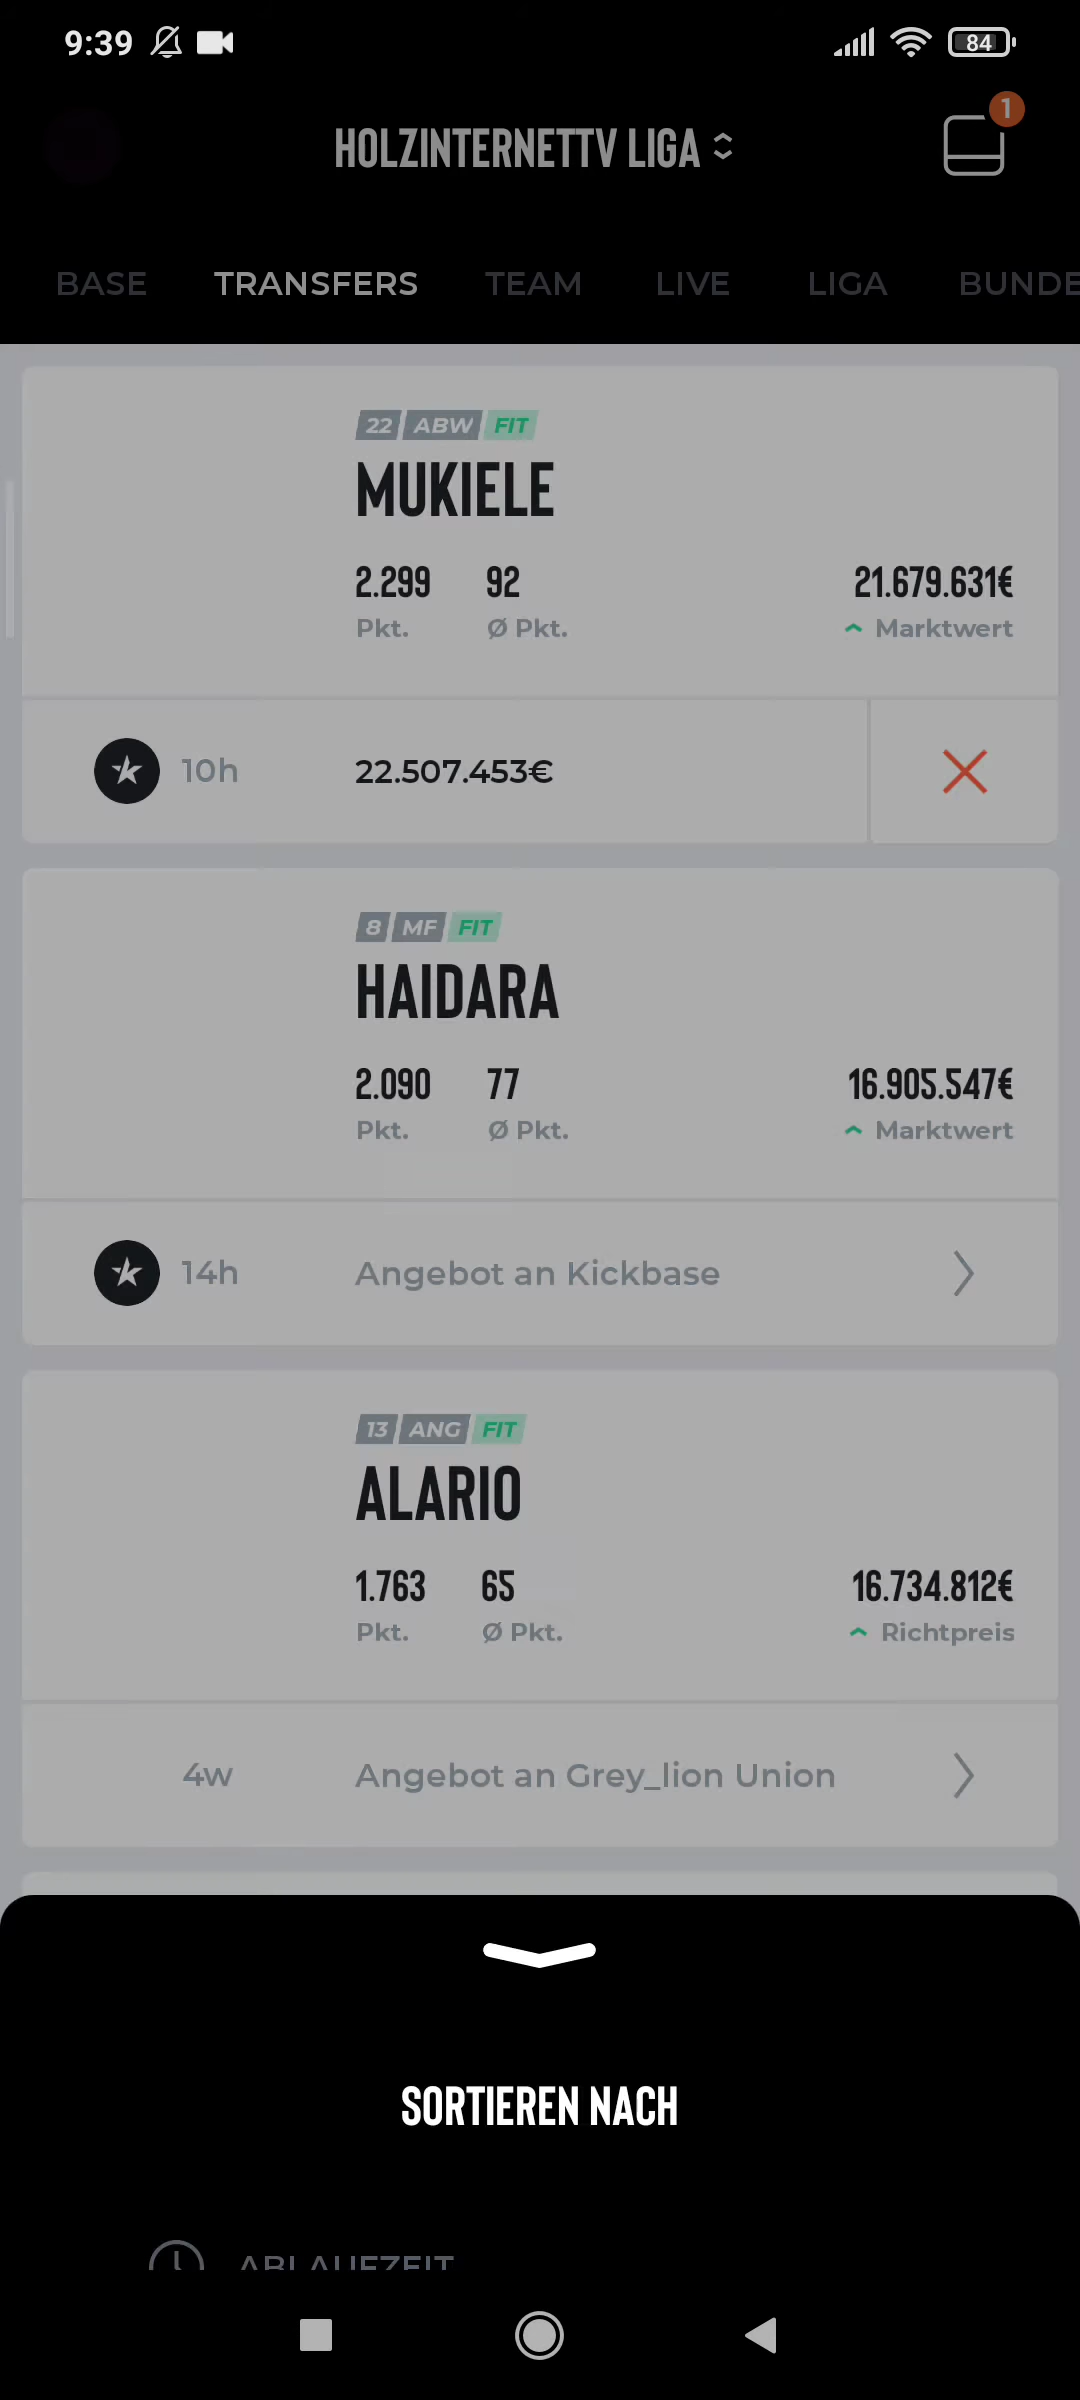 9:39
84
1
HOLZINTERNETTV LIGA
BASE TRANSFERS TEAM LIVE LIGA BUNDE
22 ABW FIT
MUKIELE
2.299 92 21.679.631€
Pkt. Ø Pkt. Marktwert
10h 22.507.453€
8 MF FIT
HAIDARA
2.090 77 16.905.547€
Pkt. Ø Pkt. Marktwert
14h Angebot an Kickbase
13 ANG FIT
ALARIO
1.763 65 16.734.812€
Pkt. Ø Pkt. Richtpreis
4w Angebot an Grey_lion Union
SORTIEREN NACH
ABLAUFZEIT